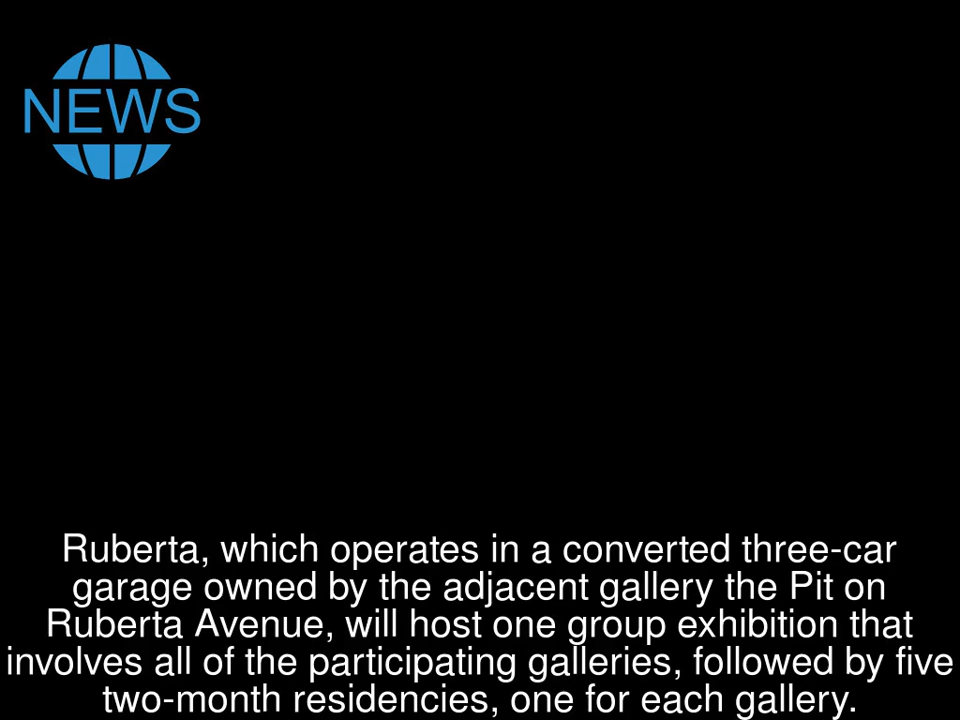 NEWS
Ruberta, which operates in a converted three-car
garage owned by the adjacent gallery the Pit on
Ruberta Avenue, will host one group exhibition that
involves all of the participating galleries, followed by five
two-month residencies, one for each gallery.